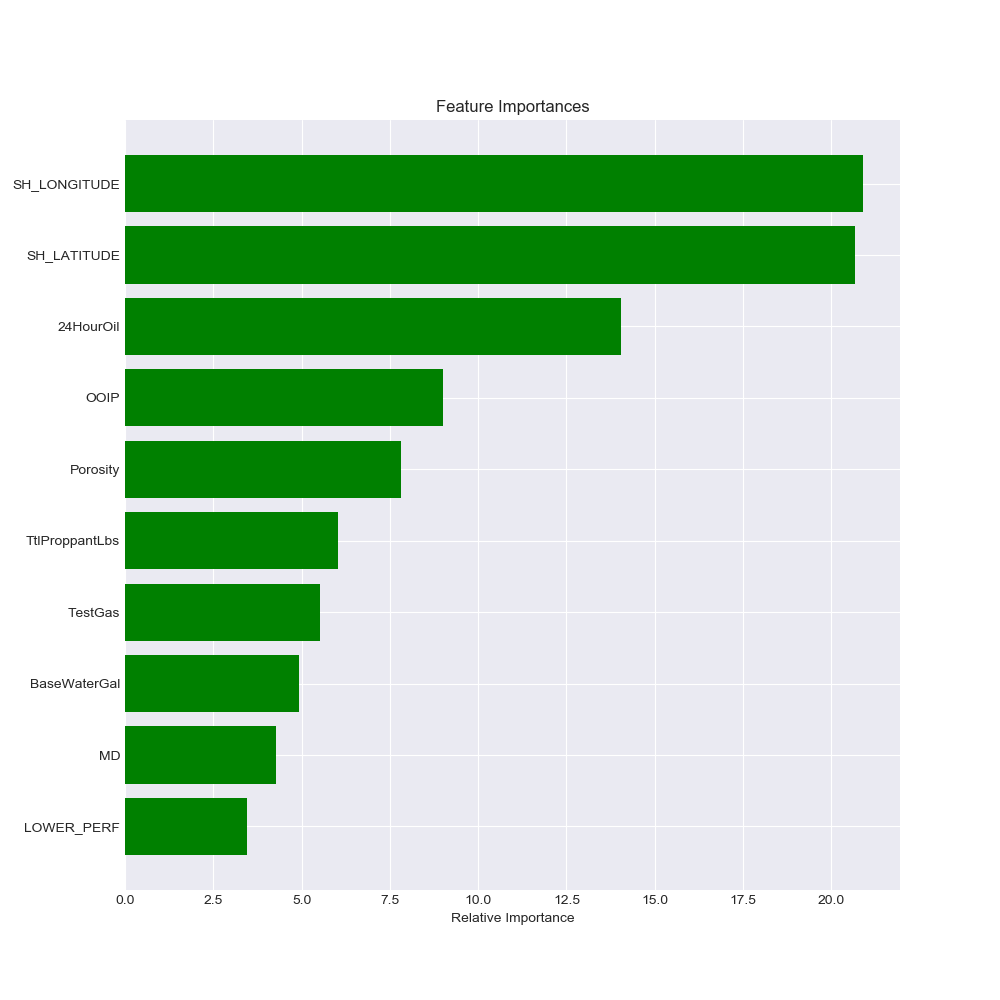 Feature Importances
SH_LONGITUDE
SH_LATITUDE
24HourOil
OOIP
Porosity
TtlProppantLbs
TestGas
BaseWaterGal
MD
LOWER_PERF
0.0 2.5 5.0 7.5 10.0 12.5 15.0 17.5 20.0
Relative Importance